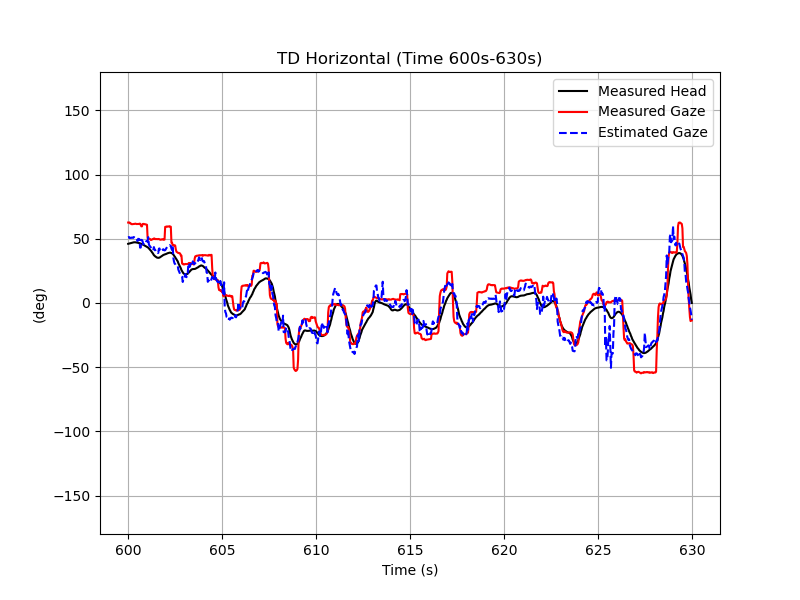 TD Horizontal (Time 600s-630s)
Measured Head
Measured Gaze
Estimated Gaze
150
100
50
0
−50
−100
−150
(deg)
600 605 610 615 620 625 630
Time (s)